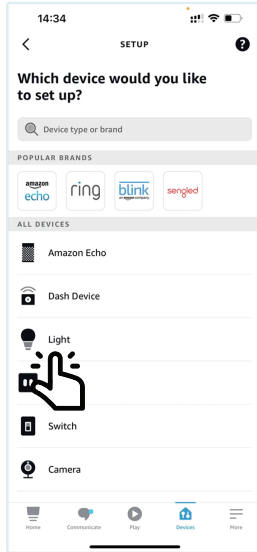 14:34
SETUP
?
Which device would you like
to set up?
Device type or brand
POPULAR BRANDS
amazon
echo
ring
blink
an amazon company
sengled
ALL DEVICES
Amazon Echo
Dash Device
Light
Switch
Camera
Home
Communicate
Play
Devices
More